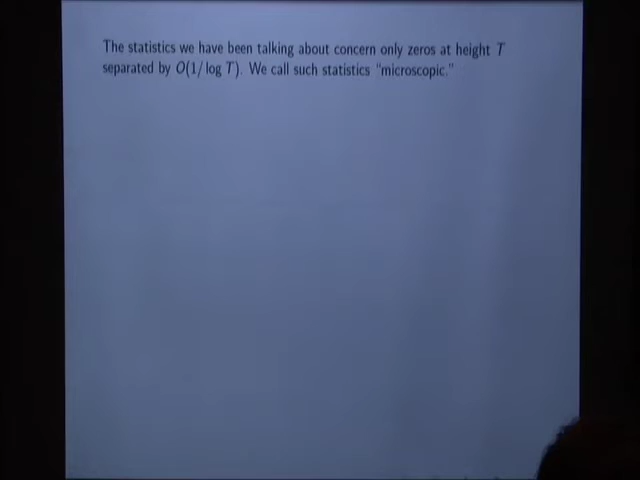 The statistics we have been talking about concern only zeros at height T
separated by O(1/ log T). We call such statistics “microscopic.”